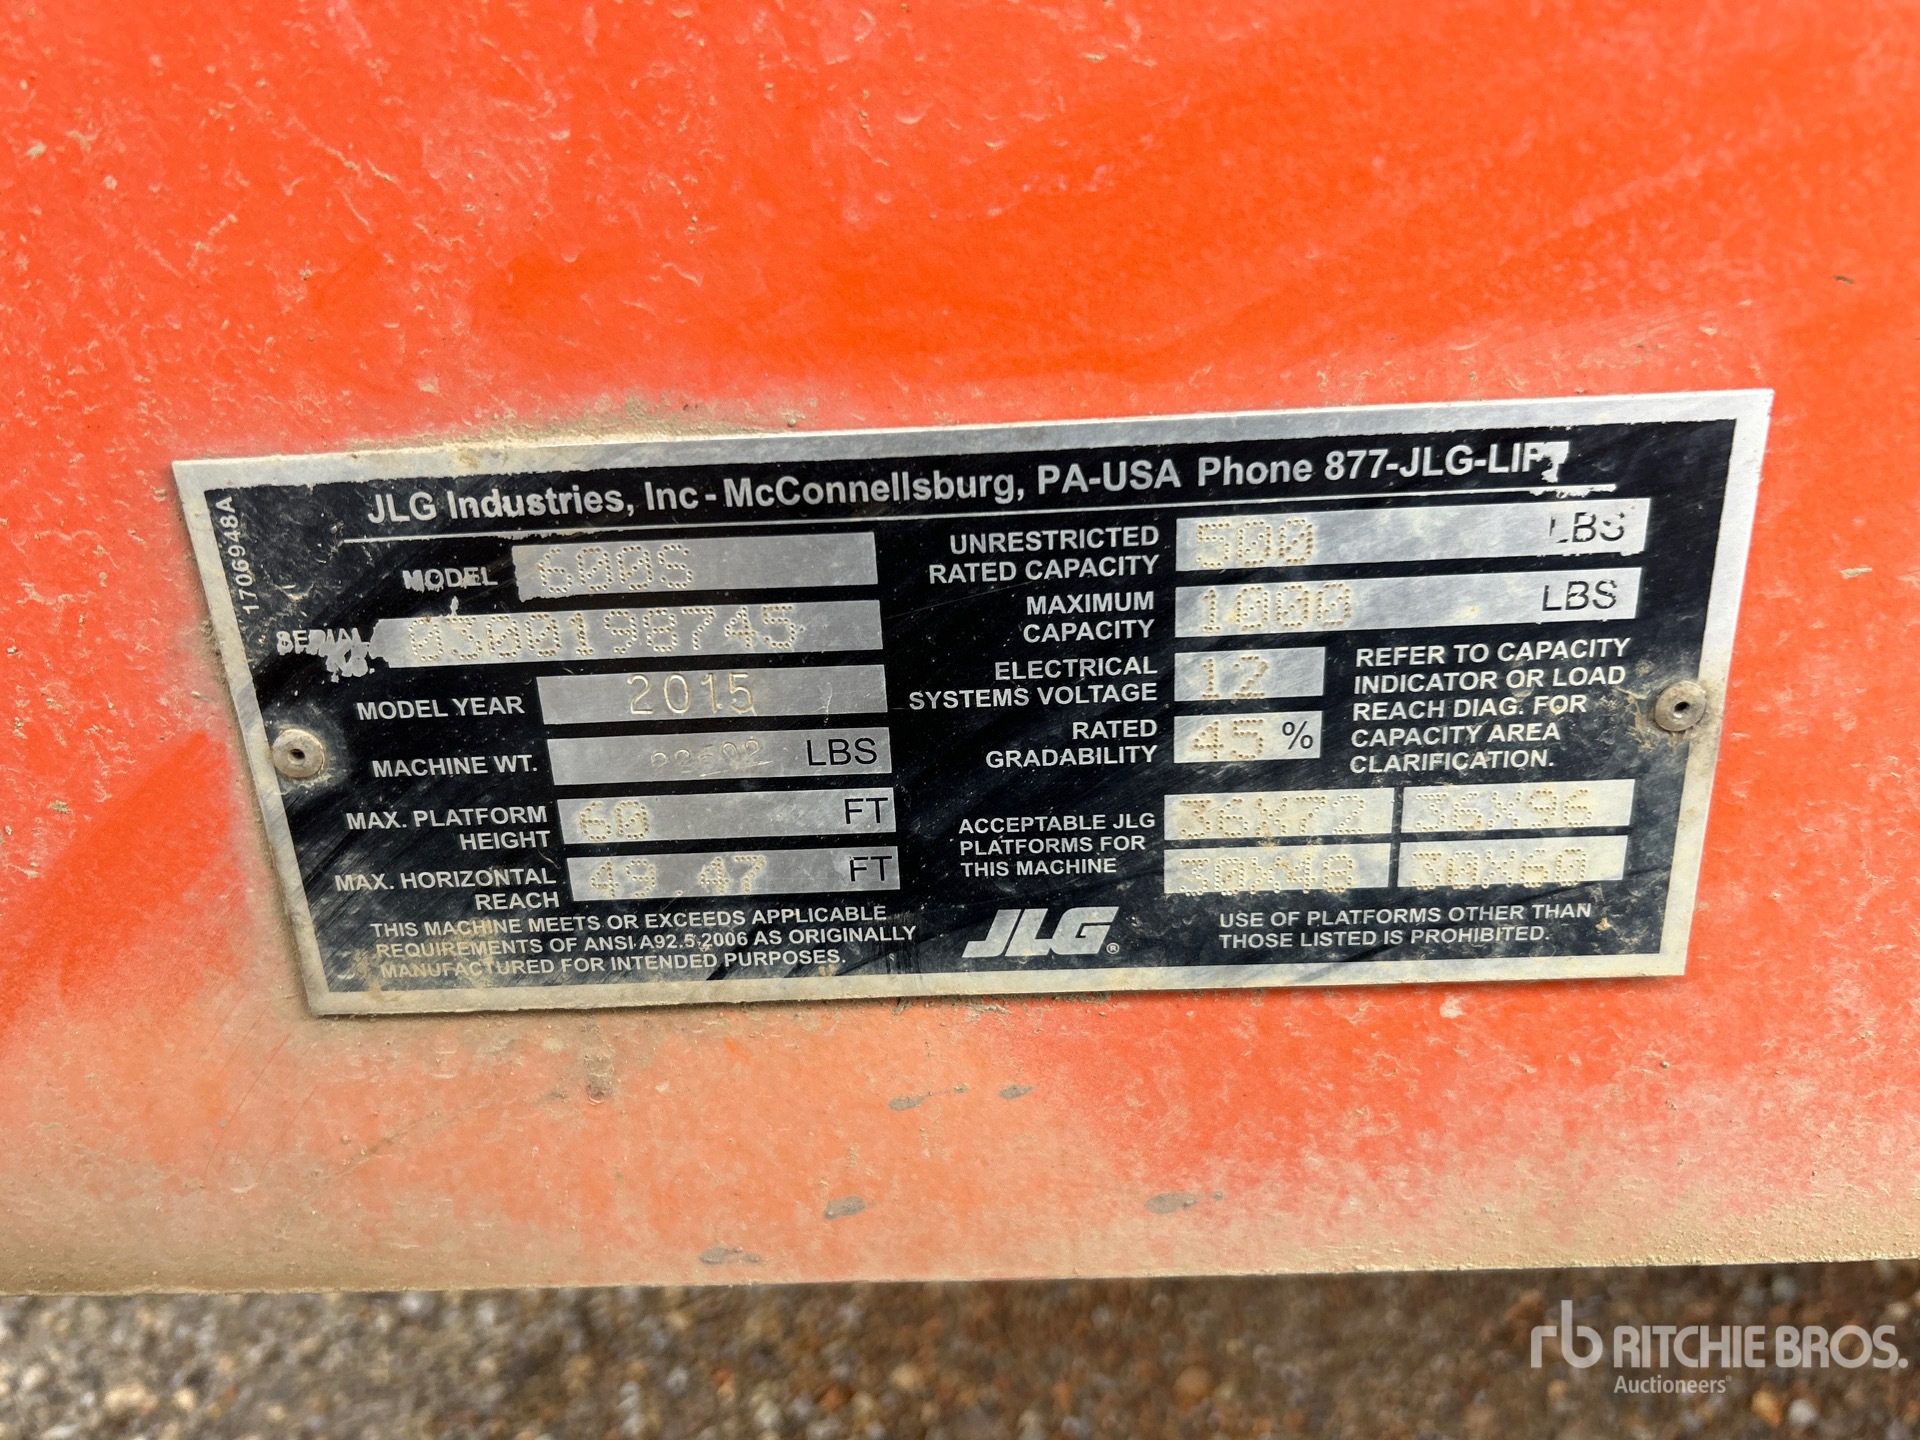 JLG Industries, Inc - McConnellsburg, PA-USA Phone 877-JLG-LIFT
1706948A
MODEL 600S
SERIAL NO. 0300198745
MODEL YEAR 2015
MACHINE WT. LBS
MAX. PLATFORM
HEIGHT 60 FT
MAX. HORIZONTAL
REACH 49.47 FT
THIS MACHINE MEETS OR EXCEEDS APPLICABLE
REQUIREMENTS OF ANSI A92.5.2006 AS ORIGINALLY
MANUFACTURED FOR INTENDED PURPOSES.
UNRESTRICTED
RATED CAPACITY 500 LBS
MAXIMUM
CAPACITY 1000 LBS
ELECTRICAL
SYSTEMS VOLTAGE 12
RATED
GRADABILITY 45 %
REFER TO CAPACITY
INDICATOR OR LOAD
REACH DIAG. FOR
CAPACITY AREA
CLARIFICATION.
ACCEPTABLE JLG
PLATFORMS FOR
THIS MACHINE
36X72 36X96
30X48 30X60
JLG®
USE OF PLATFORMS OTHER THAN
THOSE LISTED IS PROHIBITED.
rb RITCHIE BROS.
Auctioneers